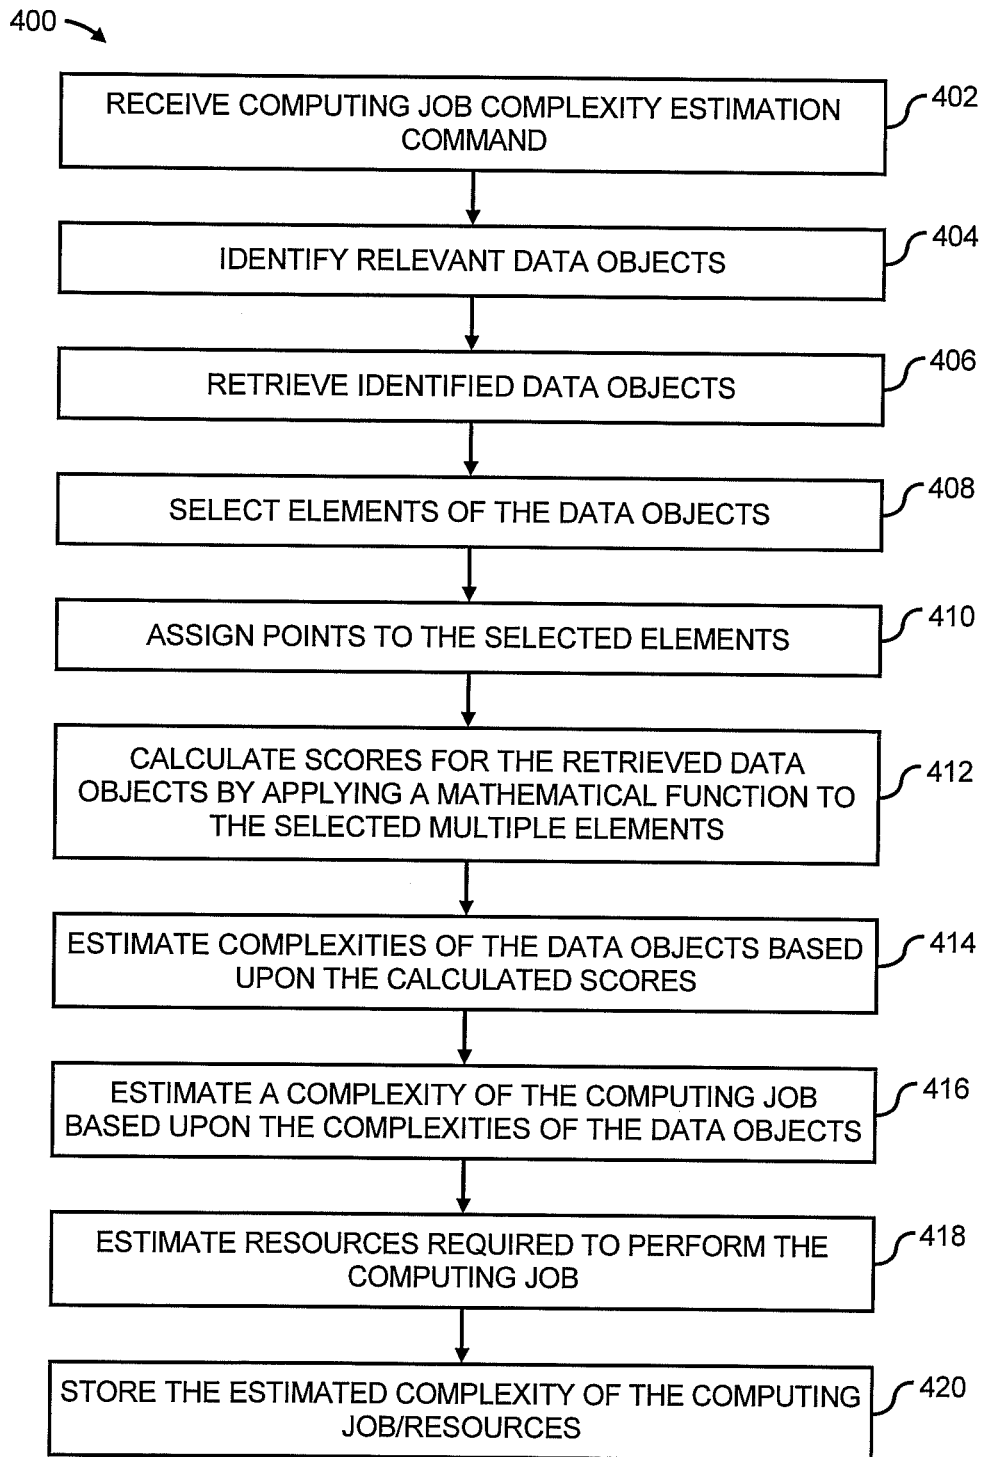 400
RECEIVE COMPUTING JOB COMPLEXITY ESTIMATION
COMMAND
402
IDENTIFY RELEVANT DATA OBJECTS
404
RETRIEVE IDENTIFIED DATA OBJECTS
406
SELECT ELEMENTS OF THE DATA OBJECTS
408
ASSIGN POINTS TO THE SELECTED ELEMENTS
410
CALCULATE SCORES FOR THE RETRIEVED DATA
OBJECTS BY APPLYING A MATHEMATICAL FUNCTION TO
THE SELECTED MULTIPLE ELEMENTS
412
ESTIMATE COMPLEXITIES OF THE DATA OBJECTS BASED
UPON THE CALCULATED SCORES
414
ESTIMATE A COMPLEXITY OF THE COMPUTING JOB
BASED UPON THE COMPLEXITIES OF THE DATA OBJECTS
416
ESTIMATE RESOURCES REQUIRED TO PERFORM THE
COMPUTING JOB
418
STORE THE ESTIMATED COMPLEXITY OF THE COMPUTING
JOB/RESOURCES
420